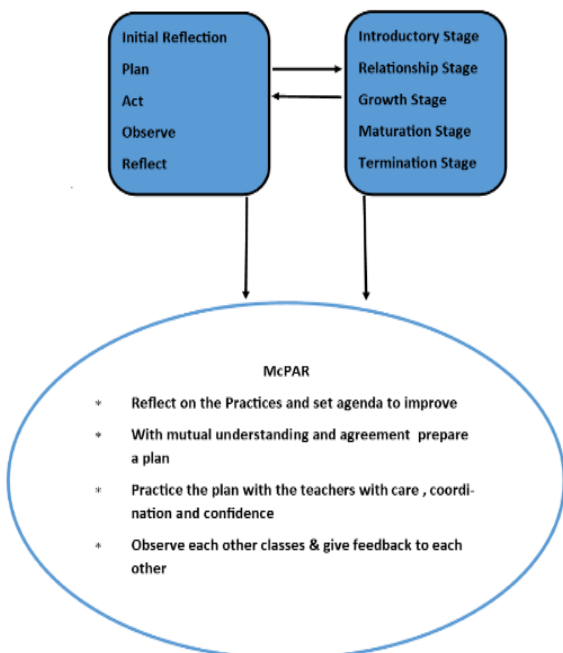 Initial Reflection
Plan
Act
Observe
Reflect
Introductory Stage
Relationship Stage
Growth Stage
Maturation Stage
Termination Stage
McPAR
* Reflect on the Practices and set agenda to improve
* With mutual understanding and agreement prepare
a plan
* Practice the plan with the teachers with care , coordi-
nation and confidence
* Observe each other classes & give feedback to each
other